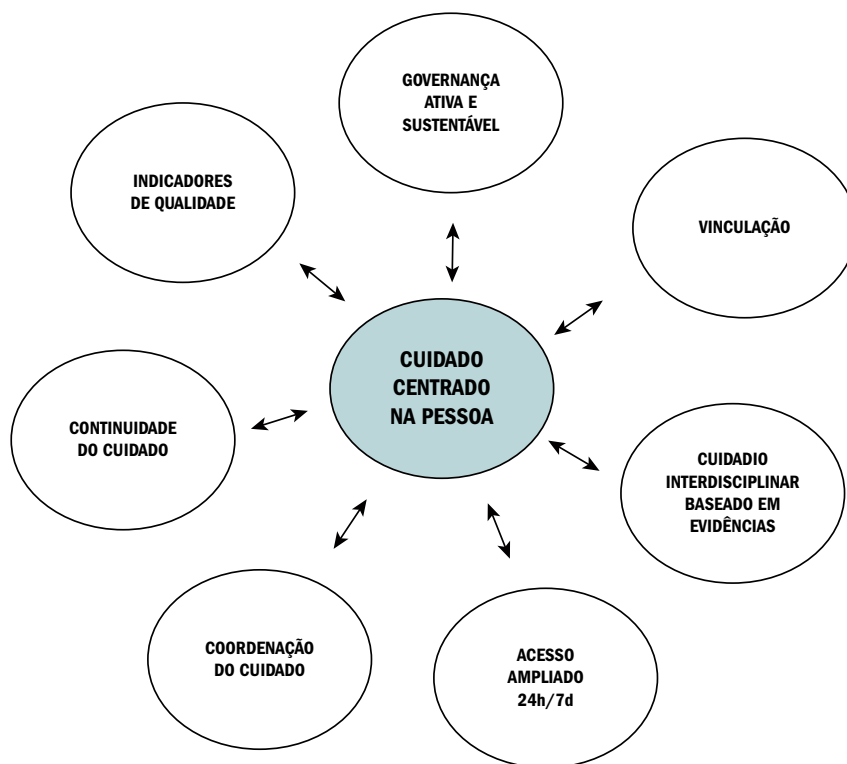 GOVERNANÇA
ATIVA E
SUSTENTÁVEL
INDICADORES
DE QUALIDADE
VINCULAÇÃO
CUIDADO
CENTRADO
NA PESSOA
CONTINUIDADE
DO CUIDADO
CUIDADIO
INTERDISCIPLINAR
BASEADO EM
EVIDÊNCIAS
COORDENAÇÃO
DO CUIDADO
ACESSO
AMPLIADO
24h/7d